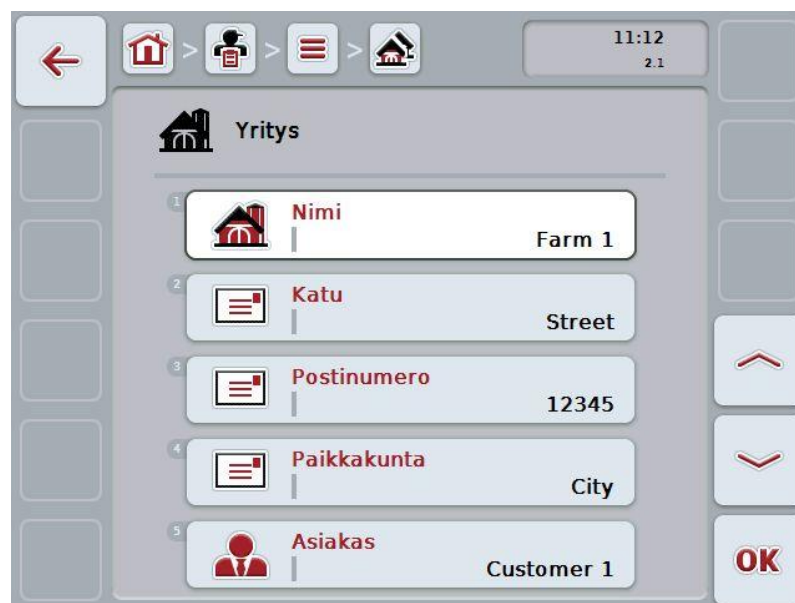 > > >
11:12
2.1
Yritys
1
Nimi
Farm 1
2
Katu
Street
3
Postinumero
12345
4
Paikkakunta
City
5
Asiakas
Customer 1
OK